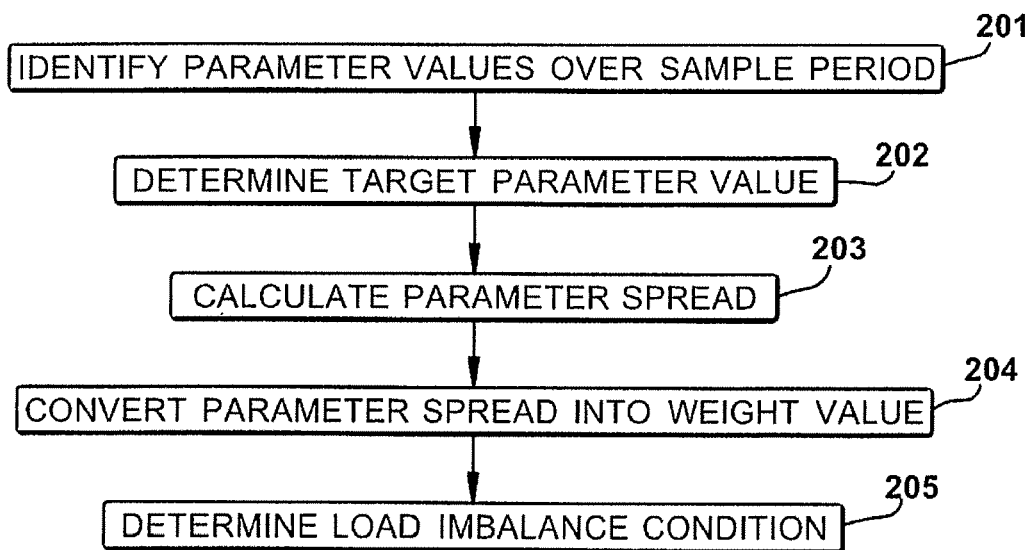 201
IDENTIFY PARAMETER VALUES OVER SAMPLE PERIOD
202
DETERMINE TARGET PARAMETER VALUE
203
CALCULATE PARAMETER SPREAD
204
CONVERT PARAMETER SPREAD INTO WEIGHT VALUE
205
DETERMINE LOAD IMBALANCE CONDITION